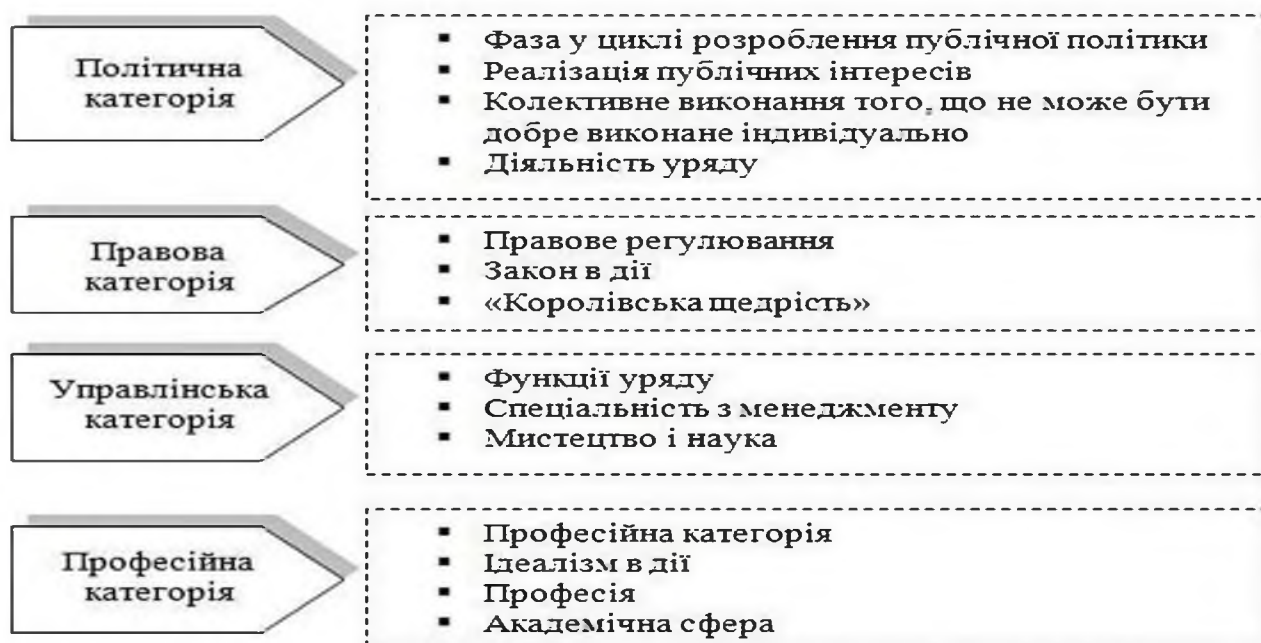 Політична
категорія
▪ Фаза у циклі розроблення публічної політики
▪ Реалізація публічних інтересів
▪ Колективне виконання того, що не може бути
добре виконане індивідуально
▪ Діяльність уряду
Правова
категорія
▪ Правове регулювання
▪ Закон в дії
▪ «Королівська щедрість»
Управлінська
категорія
▪ Функції уряду
▪ Спеціальність з менеджменту
▪ Мистецтво і наука
Професійна
категорія
▪ Професійна категорія
▪ Ідеалізм в дії
▪ Професія
▪ Академічна сфера